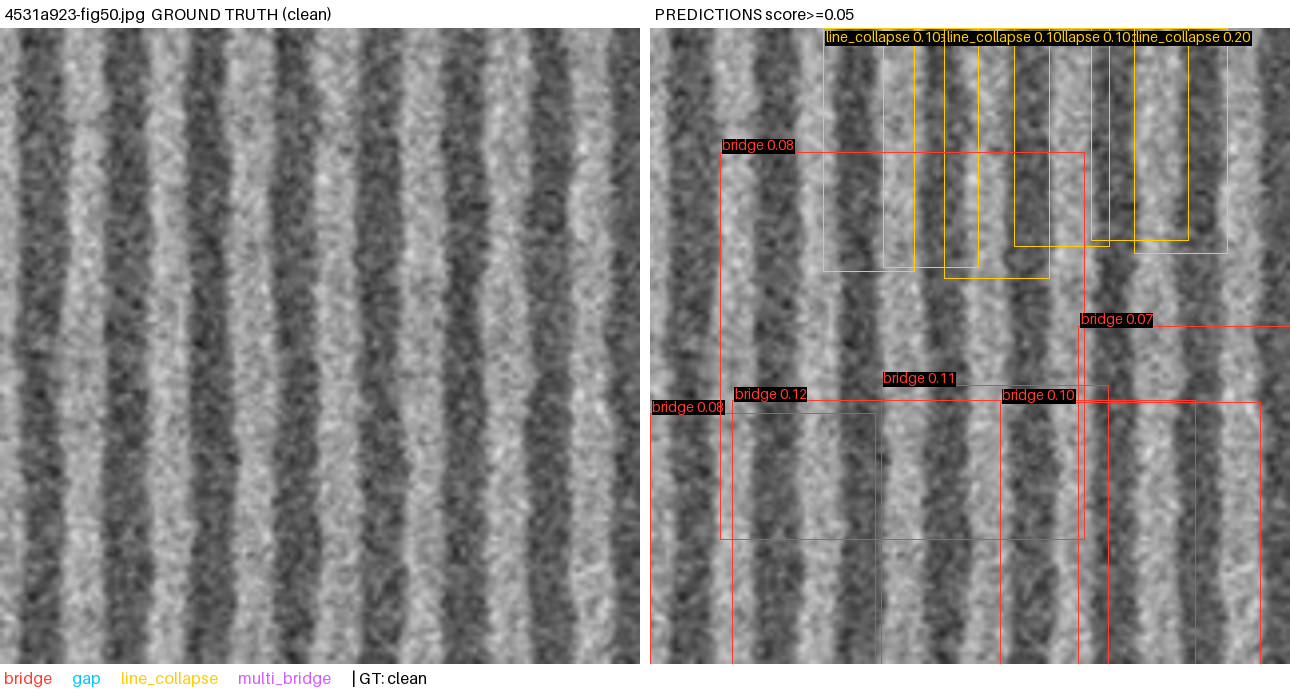 4531a923-fig50.jpg GROUND TRUTH (clean)
PREDICTIONS score>=0.05
line_collapse 0.10 line_collapse 0.10 llapse 0.10 line_collapse 0.20
bridge 0.08
bridge 0.07
bridge 0.11
bridge 0.12
bridge 0.10
bridge 0.08
bridge gap line_collapse multi_bridge | GT: clean